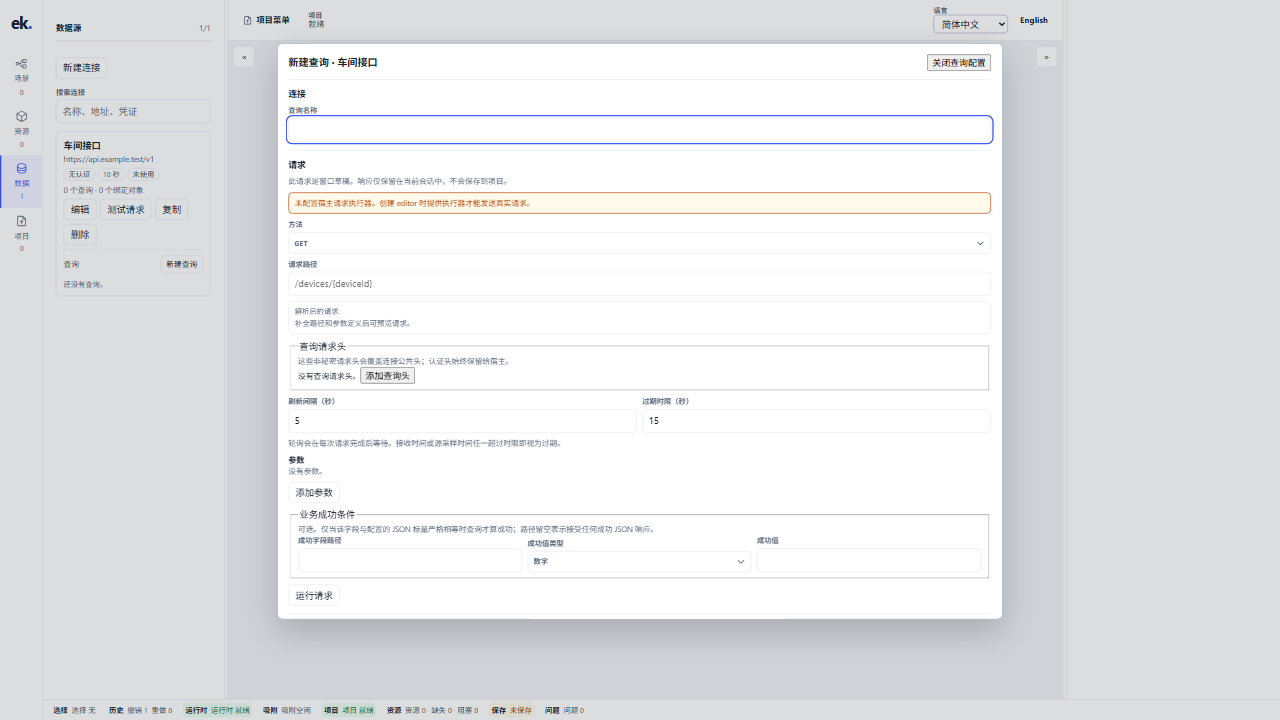 ek.
场景
0
资源
0
数据
1
项目
0
数据源
1/1
新建连接
搜索连接
名称、地址、凭证
车间接口
https://api.example.test/v1
无认证
10 秒
未使用
0 个查询 · 0 个绑定对象
编辑
测试请求
复制
删除
查询
新建查询
还没有查询。
项目菜单
项目
就绪
语言
简体中文
English
«
»
新建查询 · 车间接口
关闭查询配置
连接
查询名称
请求
此请求是窗口草稿。响应仅保留在当前会话中，不会保存到项目。
未配置宿主请求执行器。创建 editor 时提供执行器才能发送真实请求。
方法
GET
请求路径
/devices/{deviceId}
解析后的请求
补全路径和参数定义后可预览请求。
查询请求头
这些非秘密请求头会覆盖连接公共头；认证头始终保留给宿主。
没有查询请求头。
添加查询头
刷新间隔（秒）
过期时限（秒）
5
15
轮询会在每次请求完成后等待。接收时间或源采样时间任一超过时限即视为过期。
参数
没有参数。
添加参数
业务成功条件
可选。仅当该字段与配置的 JSON 标量严格相等时查询才算成功；路径留空表示接受任何成功 JSON 响应。
成功字段路径
成功值类型
成功值
数字
运行请求
选择 选择 无 历史 撤销 1 重做 0 运行时 运行时 就绪 吸附 吸附空闲 项目 项目 就绪 资源 资源 0 · 缺失 0 · 阻塞 0 保存 未保存 问题 问题 0